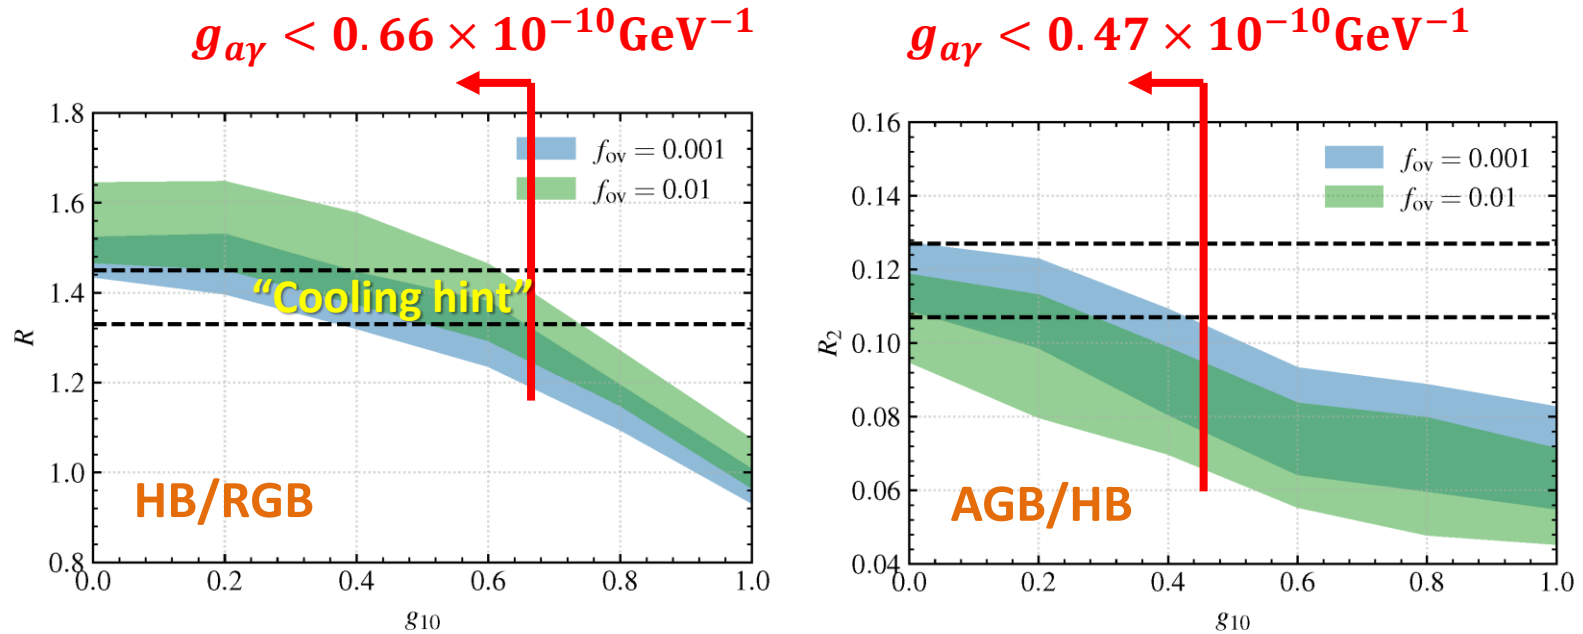 g_{aγ} < 0.66 × 10^{−10}GeV^{−1}
1.8
1.6
1.4
1.2
1.0
0.8
R
f_{ov} = 0.001
f_{ov} = 0.01
“Cooling hint”
HB/RGB
0.0 0.2 0.4 0.6 0.8 1.0
g_{10}
g_{aγ} < 0.47 × 10^{−10}GeV^{−1}
0.16
0.14
0.12
0.10
0.08
0.06
0.04
R_2
f_{ov} = 0.001
f_{ov} = 0.01
AGB/HB
0.0 0.2 0.4 0.6 0.8 1.0
g_{10}